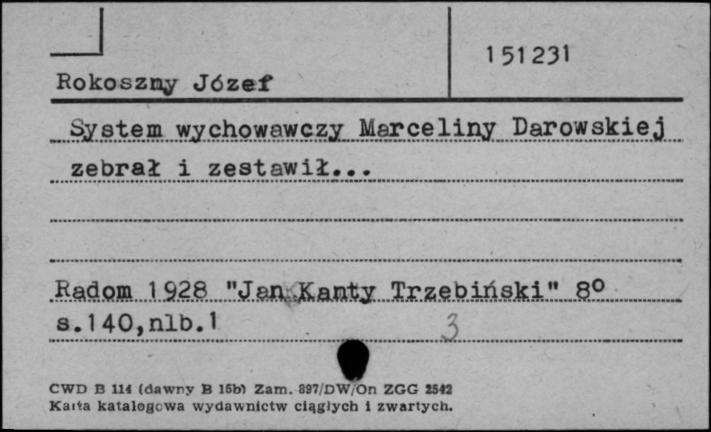 151231
Rokoszny Józef
System wychowawczy Marceliny Darowskiej
zebrał i zestawił...
Radom 1928 "Jan Kanty Trzebiński" 8º
s.140,nlb.1
3
CWD B 114 (dawny B 15b) Zam. 897/DW/On ZGG 2542
Karta katalogowa wydawnictw ciągłych i zwartych.